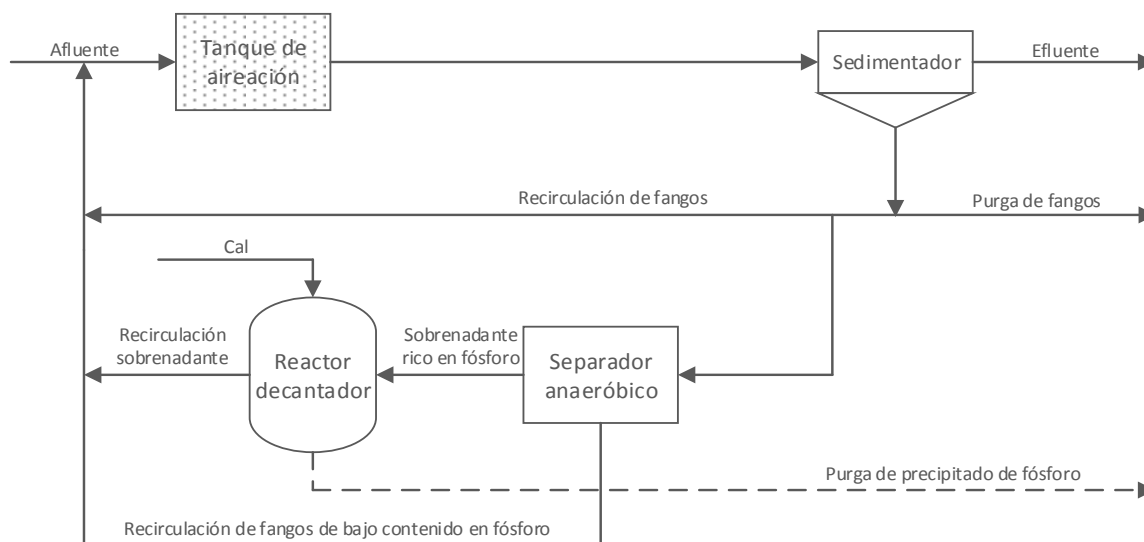 Afluente
Tanque de
aireación
Sedimentador
Efluente
Recirculación de fangos
Purga de fangos
Cal
Recirculación
sobrenadante
Reactor
decantador
Sobrenadante
rico en fósforo
Separador
anaeróbico
Purga de precipitado de fósforo
Recirculación de fangos de bajo contenido en fósforo